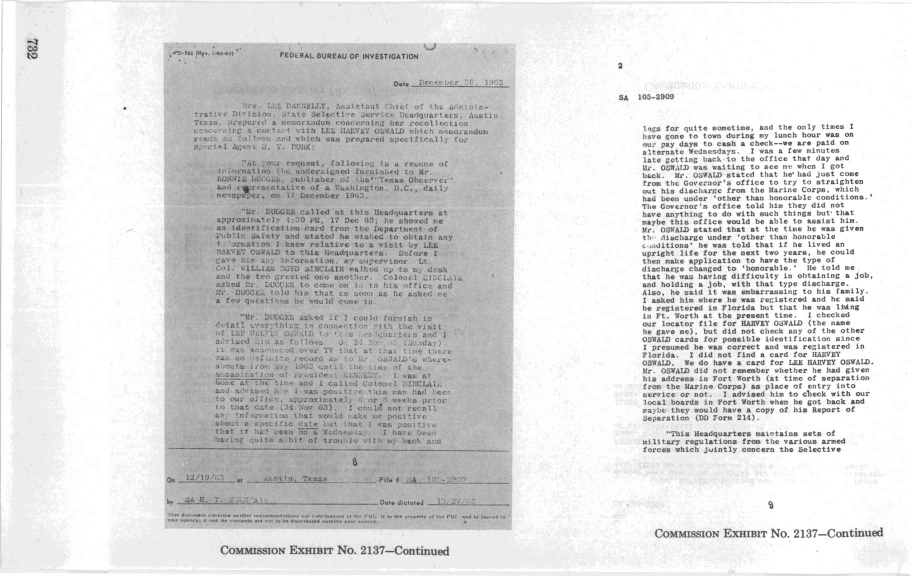 732
FD-302 (Rev. 1-25-60)
FEDERAL BUREAU OF INVESTIGATION
Date December 20, 1963
Mrs. LEE DANNELLY, Assistant Chief of the Adminis-
trative Division, State Selective Service Headquarters, Austin
Texas, prepared a memorandum concerning her recollection
concerning a contact with LEE HARVEY OSWALD which memorandum
reads as follows and which was prepared specifically for
Special Agent H. T. BURK:
"At your request, following is a resume of
information the undersigned furnished to Mr.
RONNIE DUGGER, publisher of the "Texas Observer"
and representative of a Washington, D.C., daily
newspaper, on 17 December 1963.
"Mr. DUGGER called at this Headquarters at
approximately 4:30 PM, 17 Dec 63; he showed me
an identification card from the Department of
Public Safety and stated he wished to obtain any
information I knew relative to a visit by LEE
HARVEY OSWALD to this Headquarters. Before I
gave him any information, my supervisor, Lt.
Col. WILLIAM BOYD SINCLAIR walked up to my desk
and the two greeted one another. Colonel SINCLAIR
asked Mr. DUGGER to come on in to his office and
Mr. DUGGER told him that as soon as he asked me
a few questions he would come in.
"Mr. DUGGER asked if I could furnish in
detail everything in connection with the visit
of LEE HARVEY OSWALD to this Headquarters and I
advised him as follows On 24 Nov 63 (Sunday)
it was announced over TV that at that time there
was no definite record as to Mr. OSWALD's where-
abouts from May 1963 until the time of the
assassination of President KENNEDY. I was at
home at the time and I called Colonel SINCLAIR
and advised him I was positive this man had been
to our office, approximately 6 or 8 weeks prior
to that date (24 Nov 63). I could not recall
any information that would make me positive
about a specific date but that I was positive
that it had been on a Wednesday. I have been
having quite a bit of trouble with my back and
8
On 12/19/63 at Austin, Texas File # SA 105-2909
by SA H. T. BURK Date dictated
This document contains neither recommendations nor conclusions of the FBI. It is the property of the FBI and is loaned to
your agency; it and its contents are not to be distributed outside your agency.
COMMISSION EXHIBIT NO. 2137—Continued
2
SA 105-2909
legs for quite sometime, and the only times I
have gone to town during my lunch hour was on
our pay days to cash a check--we are paid on
alternate Wednesdays. I was a few minutes
late getting back to the office that day and
Mr. OSWALD was waiting to see me when I got
back. Mr. OSWALD stated that he had just come
from the Governor's office to try to straighten
out his discharge from the Marine Corps, which
had been under 'other than honorable conditions.'
The Governor's office told him they did not
have anything to do with such things but that
maybe this office would be able to assist him.
Mr. OSWALD stated that at the time he was given
the discharge under 'other than honorable
conditions' he was told that if he lived an
upright life for the next two years, he could
then make application to have the type of
discharge changed to 'honorable.' He told me
that he was having difficulty in obtaining a job,
and holding a job, with that type discharge.
Also, he said it was embarrassing to his family.
I asked him where he was registered and he said
he registered in Florida but that he was living
in Ft. Worth at the present time. I checked
our locator file for HARVEY OSWALD (the name
he gave me), but did not check any of the other
OSWALD cards for possible identification since
I presumed he was correct and was registered in
Florida. I did not find a card for HARVEY
OSWALD. We do have a card for LEE HARVEY OSWALD.
Mr. OSWALD did not remember whether he had given
his address in Fort Worth (at time of separation
from the Marine Corps) as place of entry into
service or not. I advised him to check with our
local boards in Fort Worth when he got back and
maybe they would have a copy of his Report of
Separation (DD Form 214).
"This Headquarters maintains sets of
military regulations from the various armed
forces which jointly concern the Selective
9
COMMISSION EXHIBIT NO. 2137—Continued